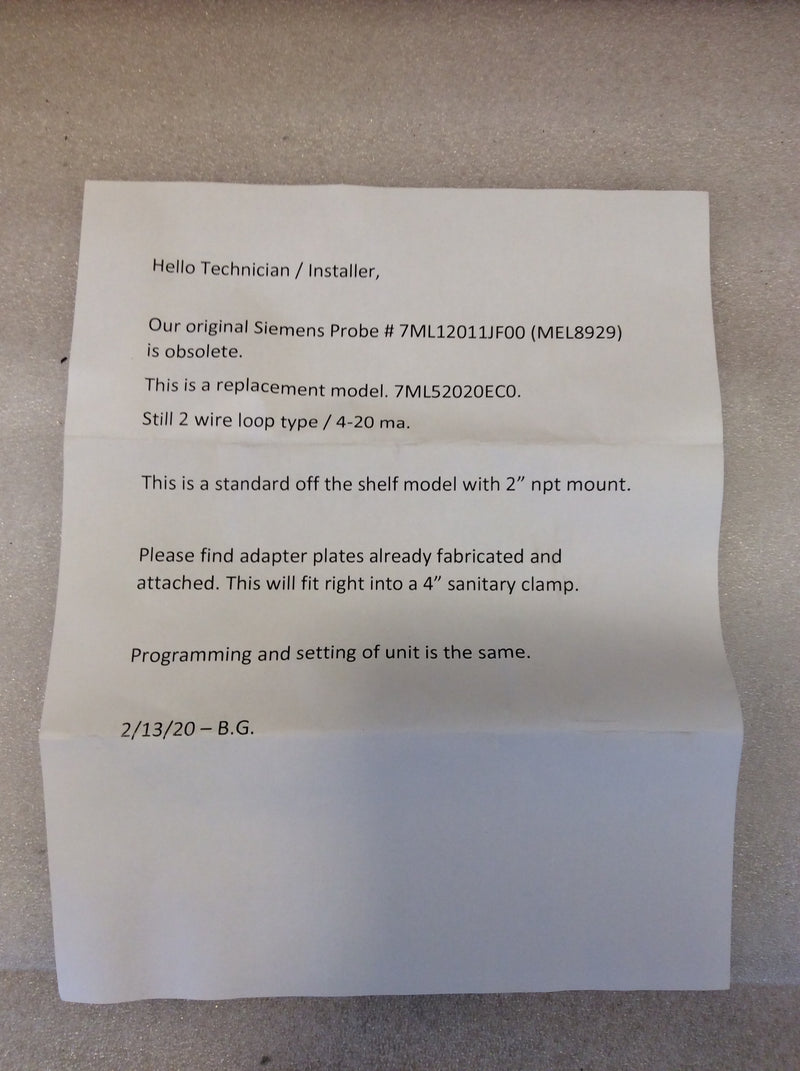 Hello Technician / Installer,
Our original Siemens Probe # 7ML12011JF00 (MEL8929)
is obsolete.
This is a replacement model. 7ML52020EC0.
Still 2 wire loop type / 4-20 ma.
This is a standard off the shelf model with 2” npt mount.
Please find adapter plates already fabricated and
attached. This will fit right into a 4” sanitary clamp.
Programming and setting of unit is the same.
2/13/20 – B.G.